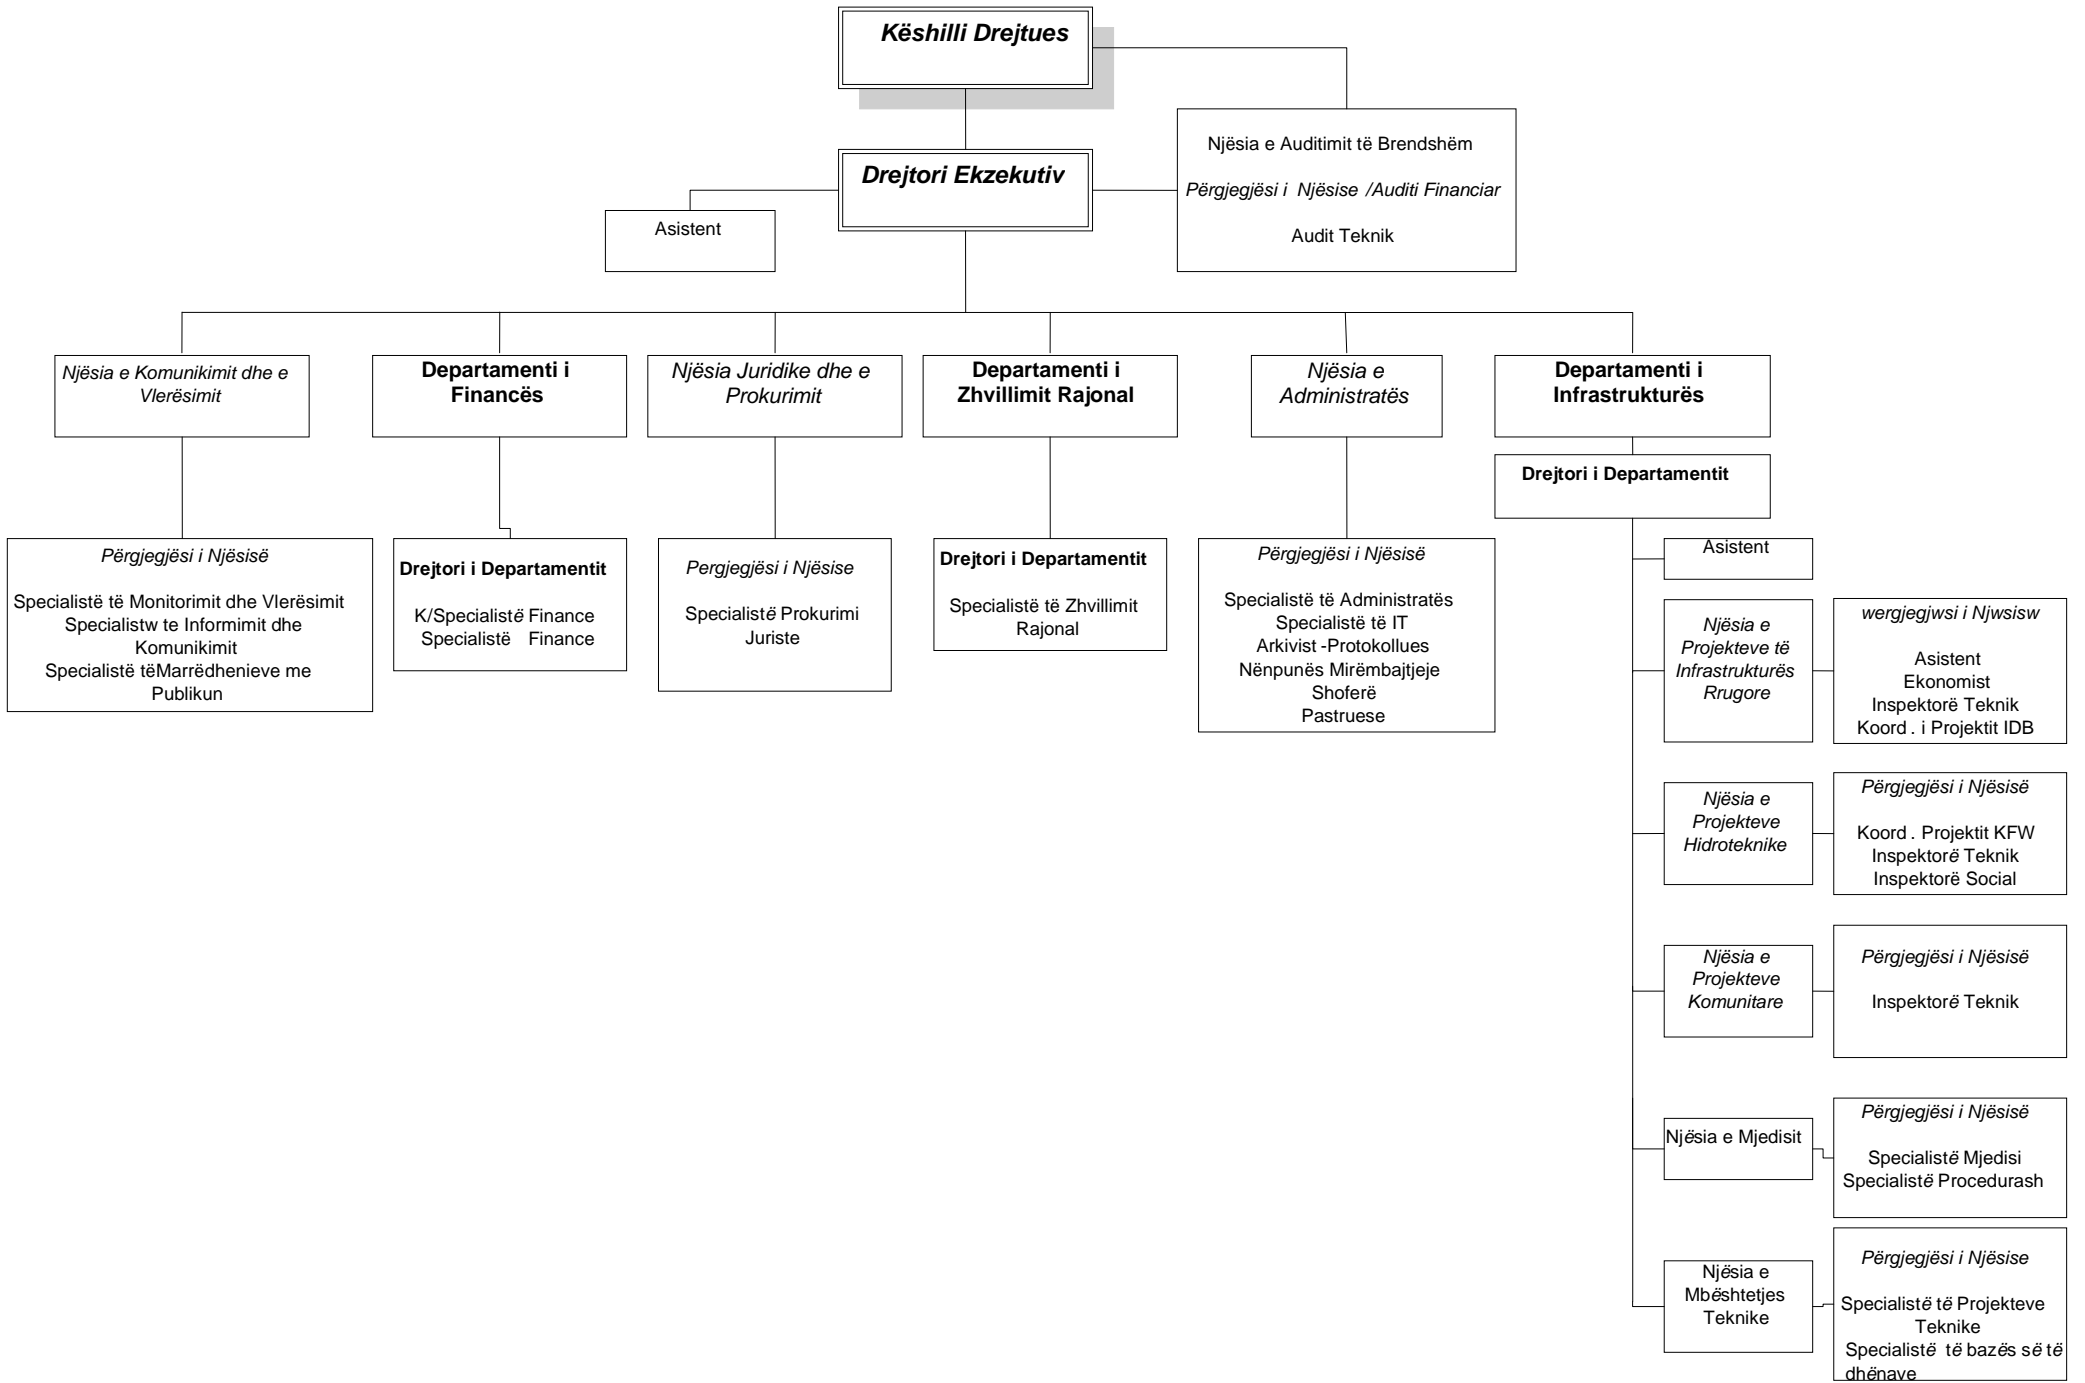 Këshilli Drejtues
Njësia e Auditimit të Brendshëm
Përgjegjësi i Njësise /Auditi Financiar
Audit Teknik
Drejtori Ekzekutiv
Asistent
Njësia e Komunikimit dhe e
Vlerësimit
Departamenti i
Financës
Njësia Juridike dhe e
Prokurimit
Departamenti i
Zhvillimit Rajonal
Njësia e
Administratës
Departamenti i
Infrastrukturës
Drejtori i Departamentit
Përgjegjësi i Njësisë
Specialistë të Monitorimit dhe Vlerësimit
Specialistw te Informimit dhe
Komunikimit
Specialistë tëMarrëdhenieve me
Publikun
Drejtori i Departamentit
K/Specialistë Finance
Specialistë Finance
Pergjegjësi i Njësise
Specialistë Prokurimi
Juriste
Drejtori i Departamentit
Specialistë të Zhvillimit
Rajonal
Përgjegjësi i Njësisë
Specialistë të Administratës
Specialistë të IT
Arkivist -Protokollues
Nënpunës Mirëmbajtjeje
Shoferë
Pastruese
Asistent
Njësia e
Projekteve të
Infrastrukturës
Rrugore
wergjegjwsi i Njwsisw
Asistent
Ekonomist
Inspektorë Teknik
Koord . i Projektit IDB
Njësia e
Projekteve
Hidroteknike
Përgjegjësi i Njësisë
Koord . Projektit KFW
Inspektorë Teknik
Inspektorë Social
Njësia e
Projekteve
Komunitare
Përgjegjësi i Njësisë
Inspektorë Teknik
Njësia e Mjedisit
Përgjegjësi i Njësisë
Specialistë Mjedisi
Specialistë Procedurash
Njësia e
Mbështetjes
Teknike
Përgjegjësi i Njësise
Specialistë të Projekteve
Teknike
Specialistë të bazës së të
dhënave